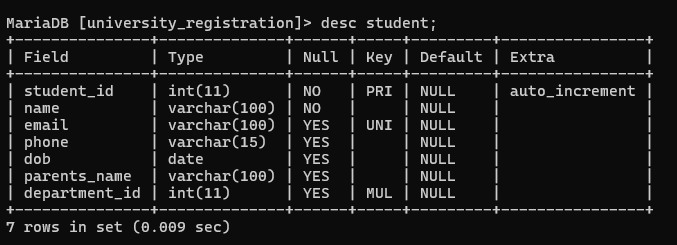 MariaDB [university_registration]> desc student;
+---------------+--------------+------+-----+---------+----------------+
| Field         | Type         | Null | Key | Default | Extra          |
+---------------+--------------+------+-----+---------+----------------+
| student_id    | int(11)      | NO   | PRI | NULL    | auto_increment |
| name          | varchar(100) | NO   |     | NULL    |                |
| email         | varchar(100) | YES  | UNI | NULL    |                |
| phone         | varchar(15)  | YES  |     | NULL    |                |
| dob           | date         | YES  |     | NULL    |                |
| parents_name  | varchar(100) | YES  |     | NULL    |                |
| department_id | int(11)      | YES  | MUL | NULL    |                |
+---------------+--------------+------+-----+---------+----------------+
7 rows in set (0.009 sec)